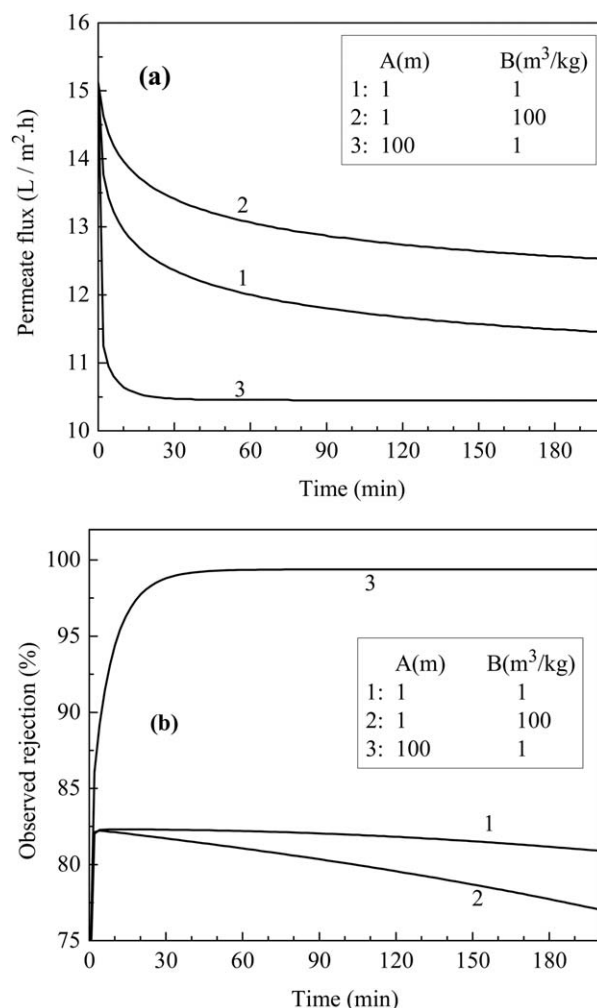 16
15
14
13
12
11
10
Permeate flux (L / m².h)
(a)
A(m) B(m³/kg)
1: 1 1
2: 1 100
3: 100 1
2
1
3
0 30 60 90 120 150 180
Time (min)
100
95
90
85
80
75
Observed rejection (%)
3
A(m) B(m³/kg)
1: 1 1
2: 1 100
3: 100 1
(b)
1
2
0 30 60 90 120 150 180
Time (min)